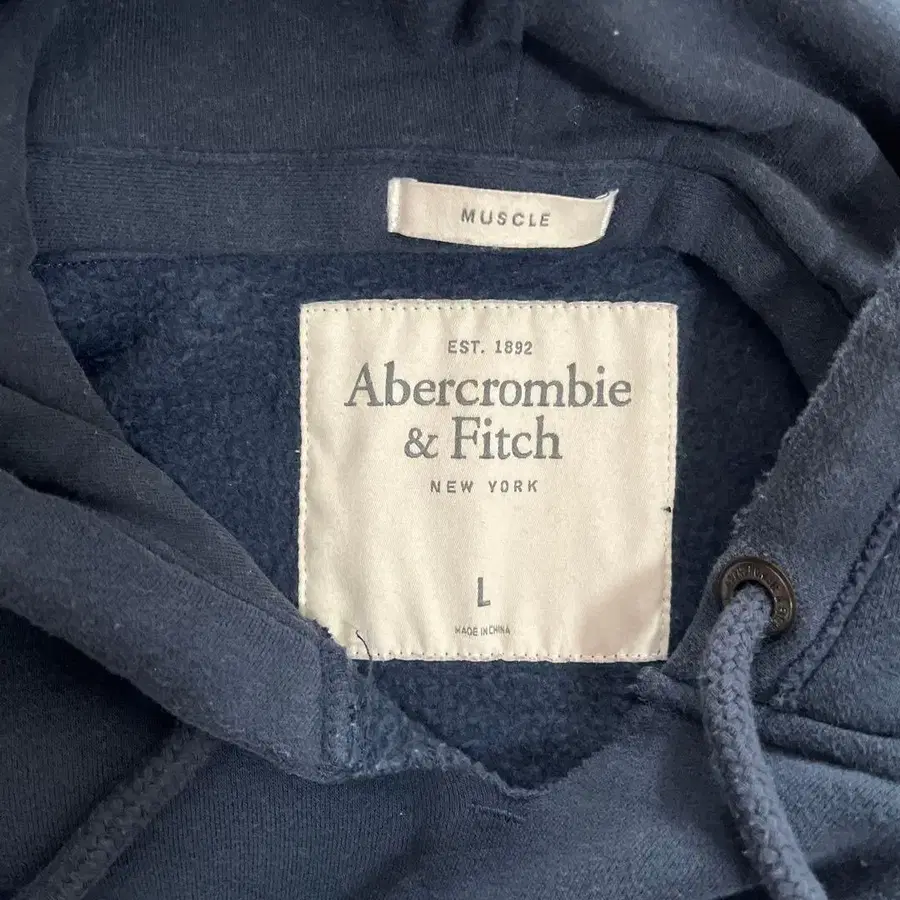 MUSCLE
EST. 1892
Abercrombie
& Fitch
NEW YORK
L
MADE IN CHINA